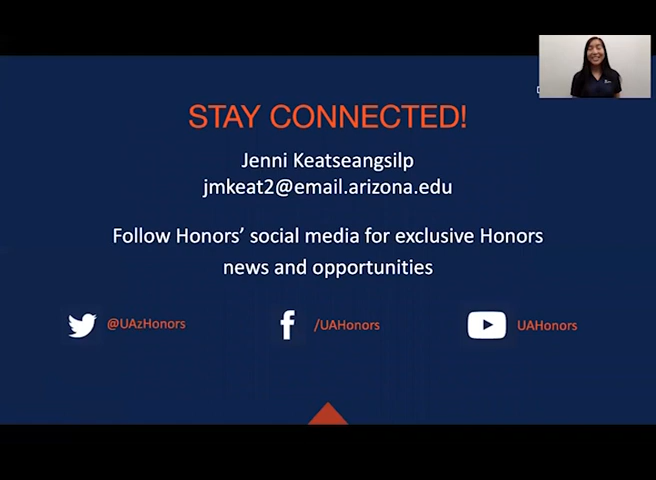 STAY CONNECTED!
Jenni Keatseangsilp
jmkeat2@email.arizona.edu
Follow Honors’ social media for exclusive Honors
news and opportunities
@UAzHonors
/UAHonors
UAHonors